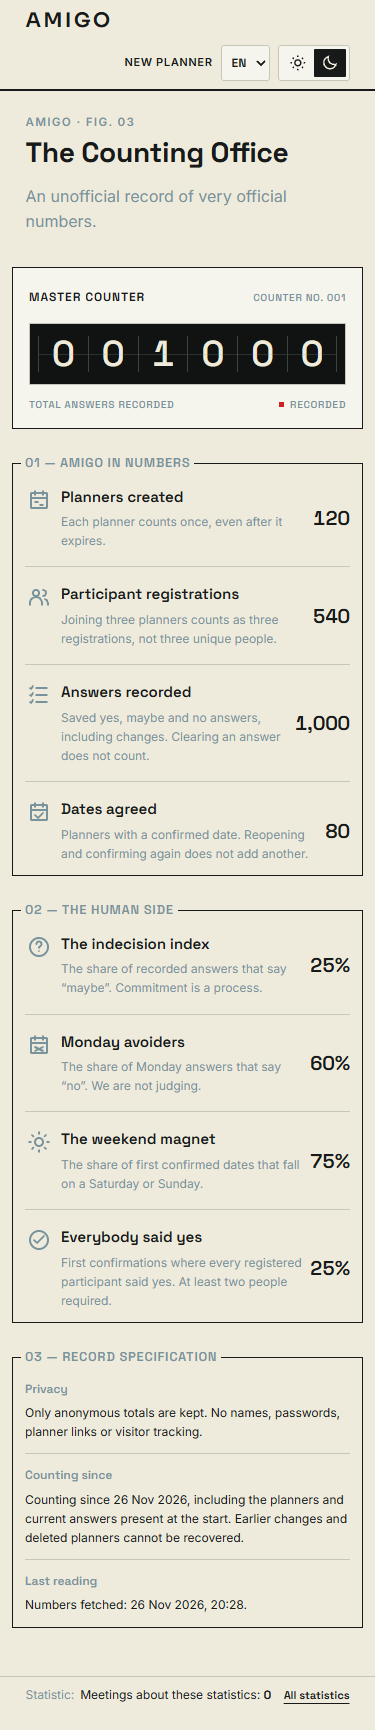 AMIGO
NEW PLANNER EN
AMIGO · FIG. 03
The Counting Office
An unofficial record of very official
numbers.
MASTER COUNTER COUNTER NO. 001
0 0 1 0 0 0
TOTAL ANSWERS RECORDED RECORDED
01 — AMIGO IN NUMBERS
Planners created
Each planner counts once, even after it
expires.
120
Participant registrations
Joining three planners counts as three
registrations, not three unique people.
540
Answers recorded
Saved yes, maybe and no answers,
including changes. Clearing an answer
does not count.
1,000
Dates agreed
Planners with a confirmed date. Reopening
and confirming again does not add another.
80
02 — THE HUMAN SIDE
The indecision index
The share of recorded answers that say
“maybe”. Commitment is a process.
25%
Monday avoiders
The share of Monday answers that say
“no”. We are not judging.
60%
The weekend magnet
The share of first confirmed dates that fall
on a Saturday or Sunday.
75%
Everybody said yes
First confirmations where every registered
participant said yes. At least two people
required.
25%
03 — RECORD SPECIFICATION
Privacy
Only anonymous totals are kept. No names, passwords,
planner links or visitor tracking.
Counting since
Counting since 26 Nov 2026, including the planners and
current answers present at the start. Earlier changes and
deleted planners cannot be recovered.
Last reading
Numbers fetched: 26 Nov 2026, 20:28.
Statistic: Meetings about these statistics: 0 All statistics